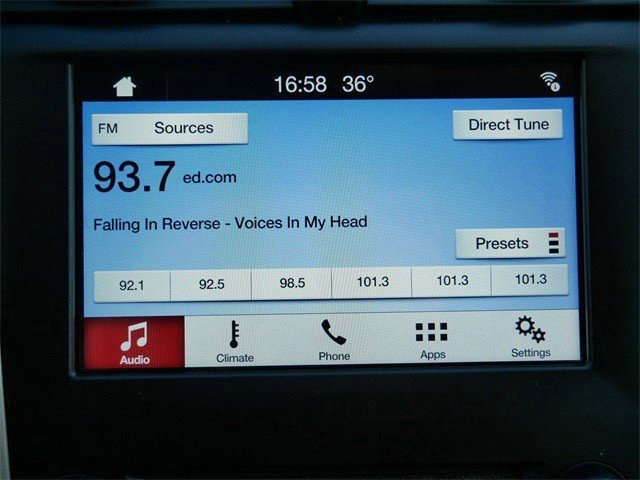 16:58 36°
FM Sources Direct Tune
93.7 ed.com
Falling In Reverse - Voices In My Head
Presets
92.1 92.5 98.5 101.3 101.3 101.3
Audio Climate Phone Apps Settings